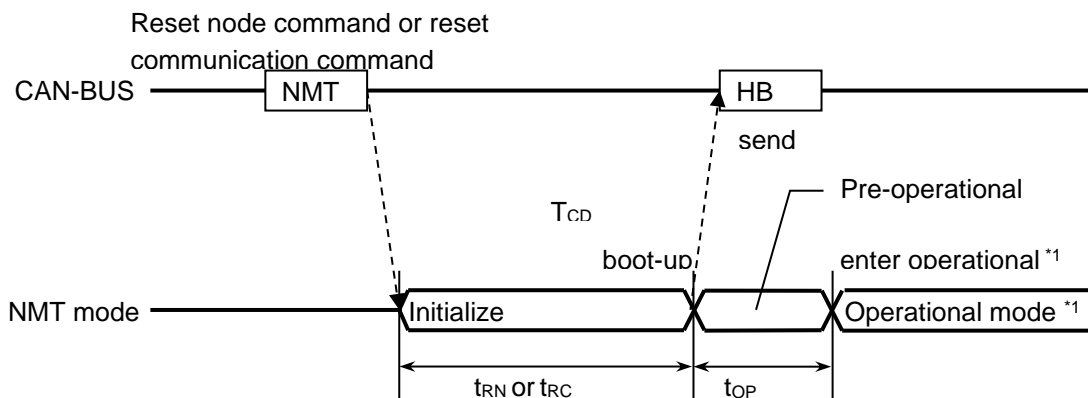 Reset node command or reset
communication command
CAN-BUS
NMT
HB
send
Pre-operational
TCD
boot-up
enter operational *1
NMT mode
Initialize
Operational mode *1
tRN or tRC
tOP